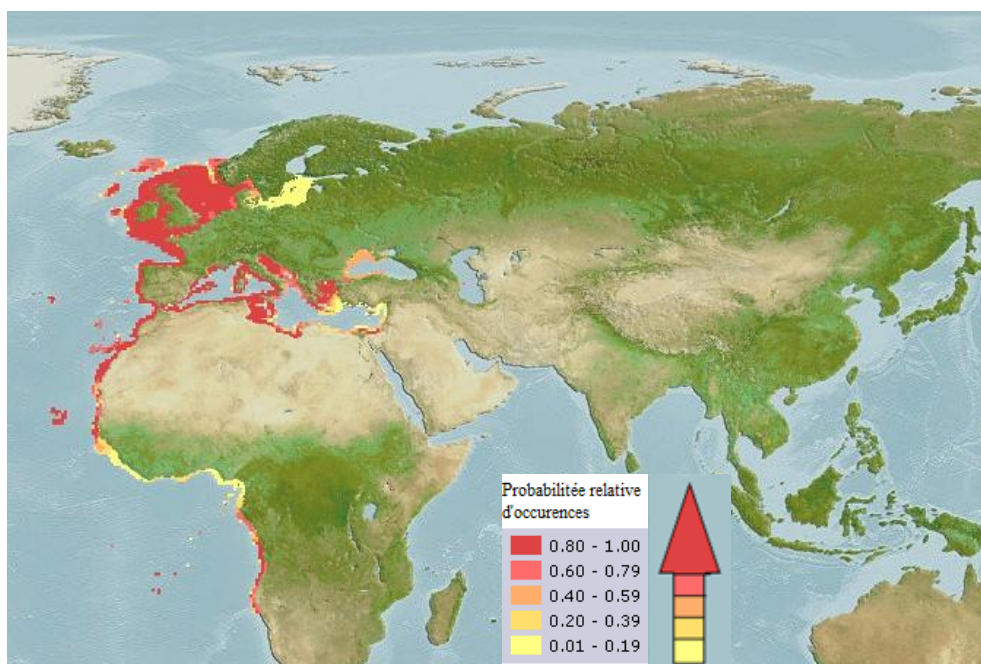 Probabilitée relative
d'occurences
0.80 - 1.00
0.60 - 0.79
0.40 - 0.59
0.20 - 0.39
0.01 - 0.19